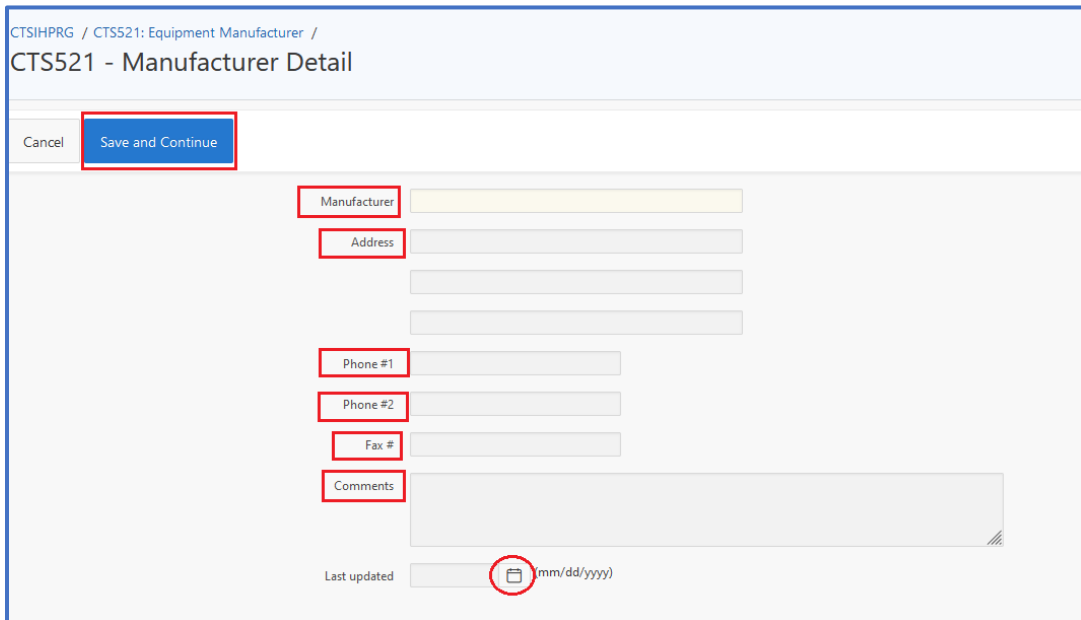 CTSIHPRG / CTS521: Equipment Manufacturer /
CTS521 - Manufacturer Detail
Cancel Save and Continue
Manufacturer
Address
Phone #1
Phone #2
Fax #
Comments
Last updated (mm/dd/yyyy)